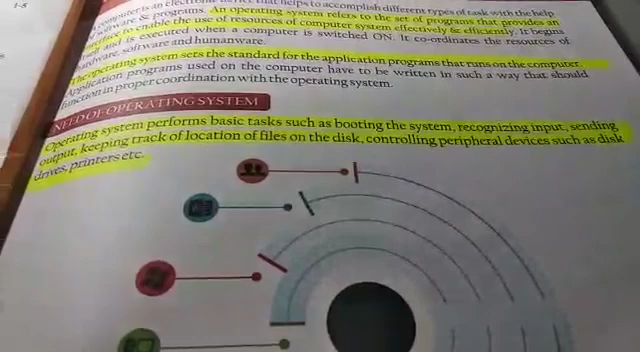 1-5
computer is an electronic device that helps to accomplish different types of task with the help
software & programs. An operating system refers to the set of programs that provides an
interface to enable the use of resources of computer system effectively & efficiently. It begins
and is executed when a computer is switched ON. It co-ordinates the resources of
hardware, software and humanware.
The operating system sets the standard for the application programs that runs on the computer.
Application programs used on the computer have to be written in such a way that should
function in proper coordination with the operating system.
NEED OF OPERATING SYSTEM
Operating system performs basic tasks such as booting the system, recognizing input, sending
output, keeping track of location of files on the disk, controlling peripheral devices such as disk
drives, printers etc.